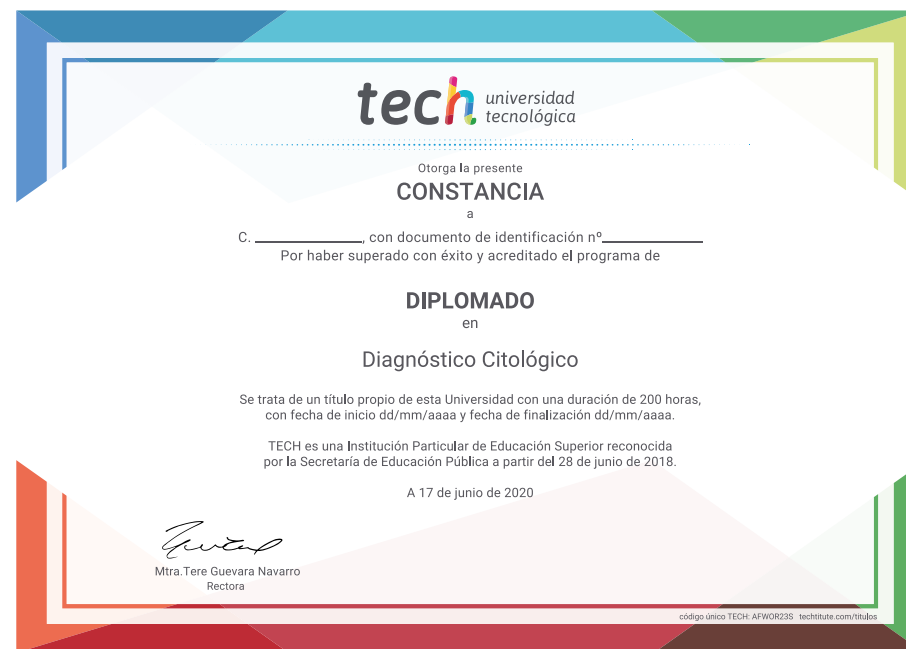 tech universidad
tecnológica
Otorga la presente
CONSTANCIA
a
C. ____________, con documento de identificación nº____________
Por haber superado con éxito y acreditado el programa de
DIPLOMADO
en
Diagnóstico Citológico
Se trata de un título propio de esta Universidad con una duración de 200 horas,
con fecha de inicio dd/mm/aaaa y fecha de finalización dd/mm/aaaa.
TECH es una Institución Particular de Educación Superior reconocida
por la Secretaría de Educación Pública a partir del 28 de junio de 2018.
A 17 de junio de 2020
Mtra.Tere Guevara Navarro
Rectora
código único TECH: AFWOR23S techtitute.com/titulos